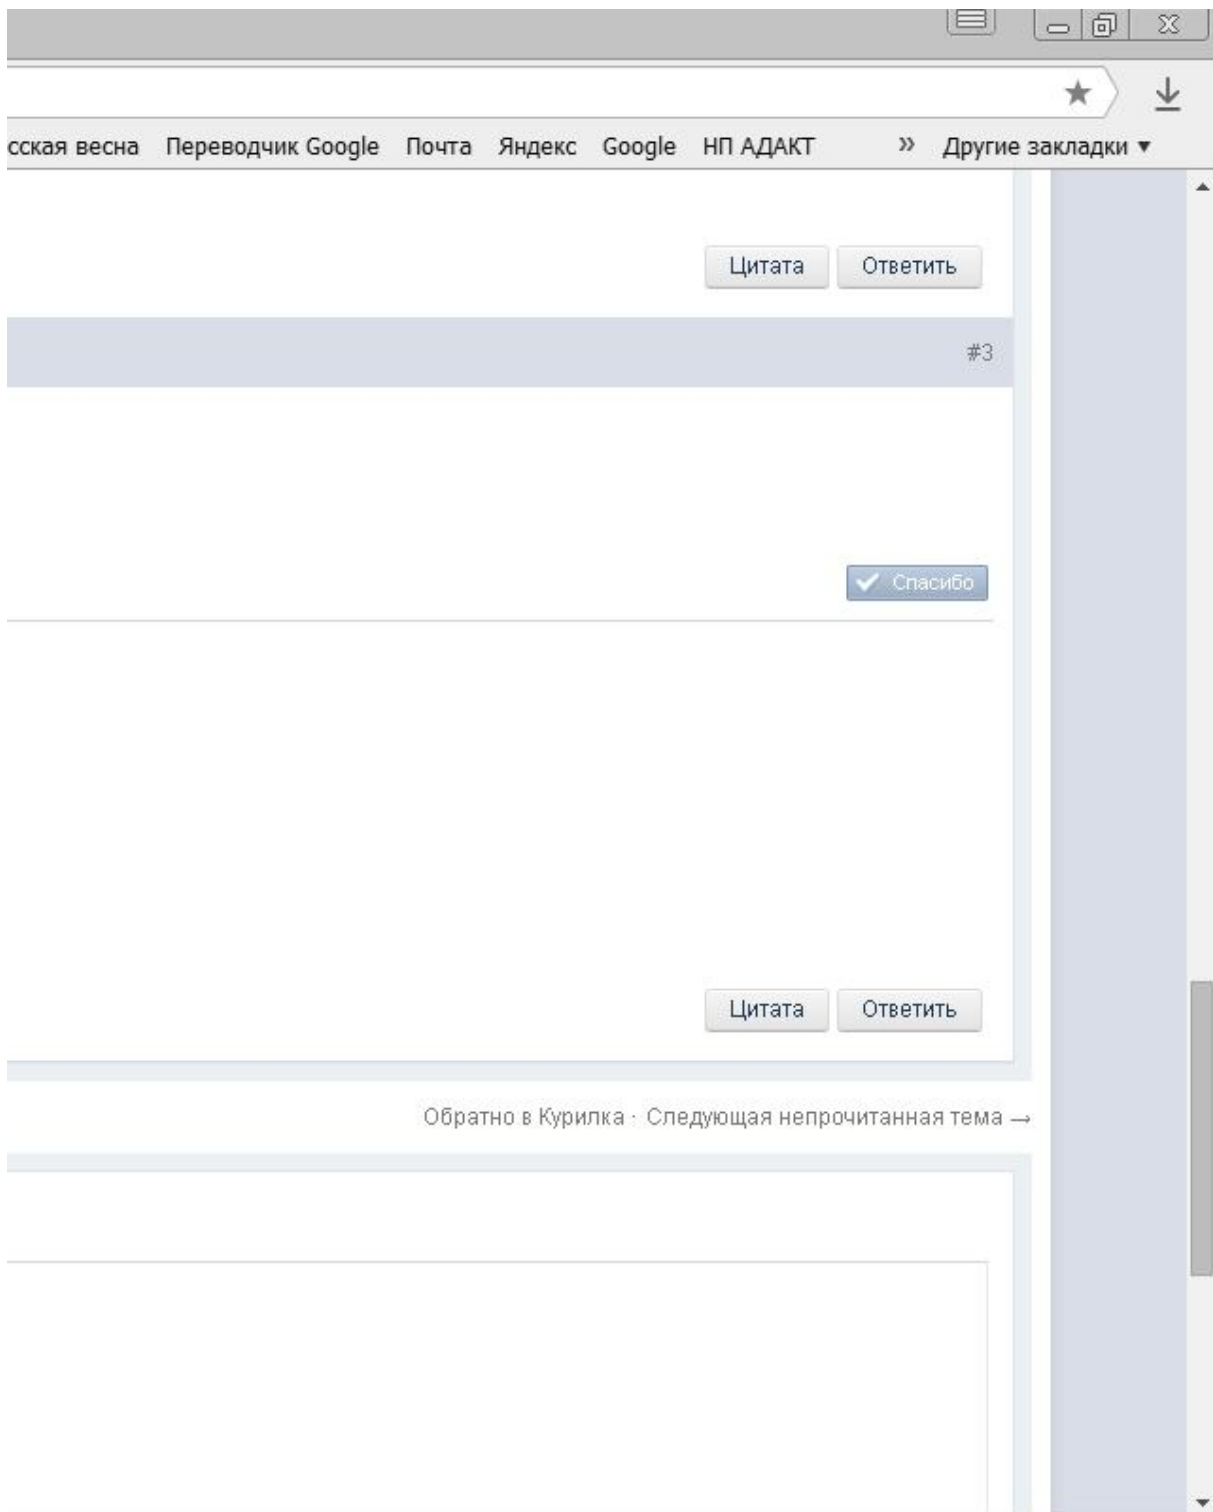 сская весна Переводчик Google Почта Яндекс Google НП АДАКТ » Другие закладки ▾
Цитата Ответить
#3
Спасибо
Цитата Ответить
Обратно в Курилка · Следующая непрочитанная тема →